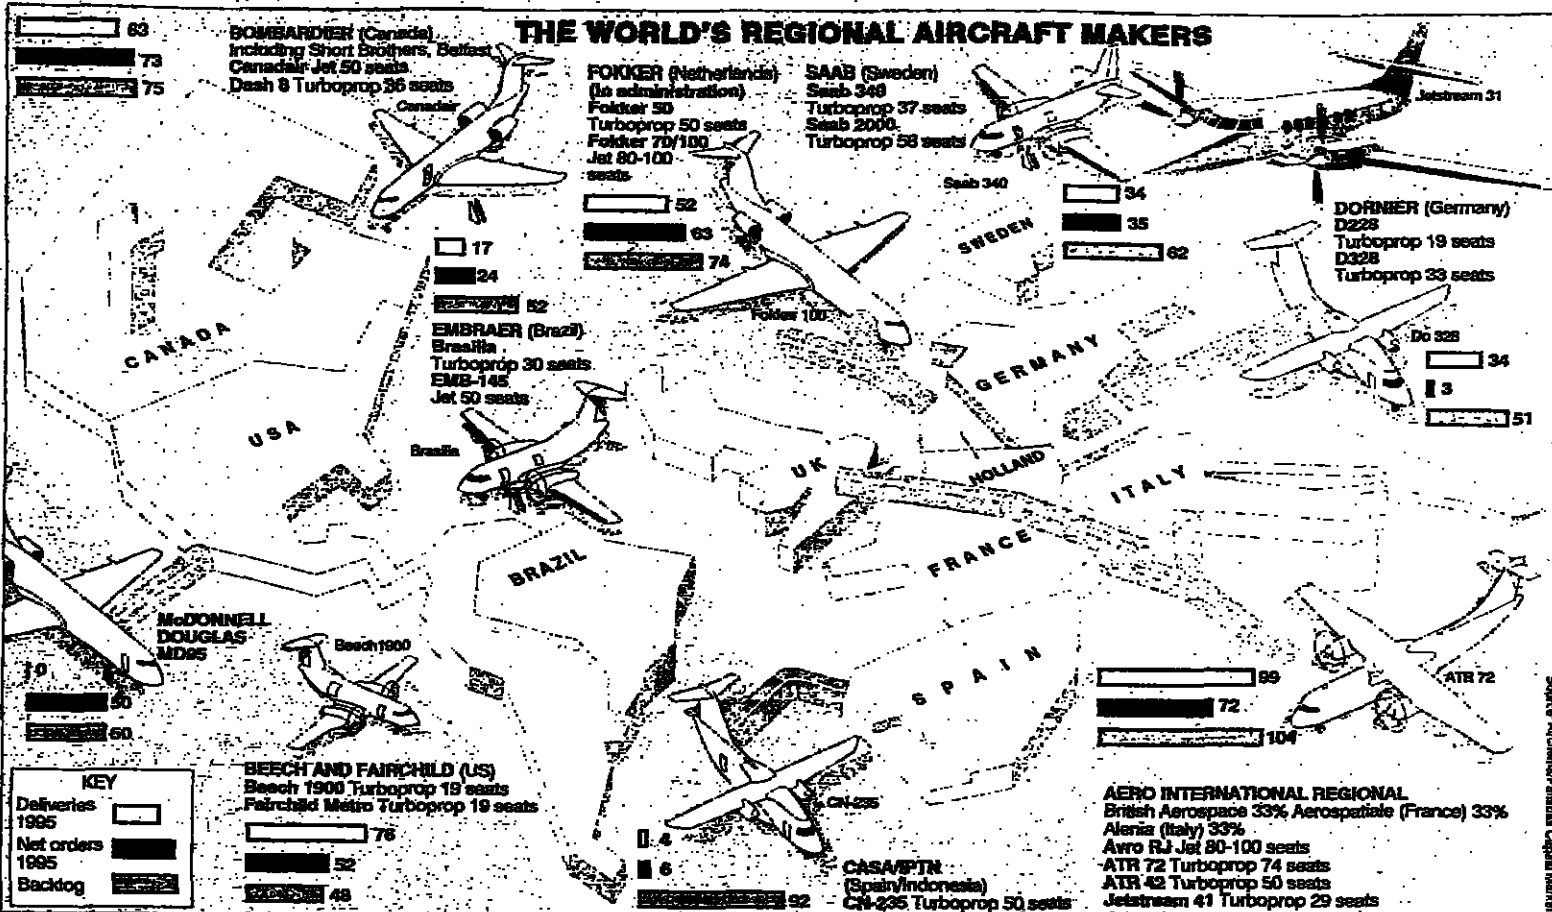 THE WORLD'S REGIONAL AIRCRAFT MAKERS
63
73
75
BOMBARDIER (Canada)
Including Short Brothers, Belfast
Canadair Jet 50 seats
Dash 8 Turboprop 36 seats
Canadair
FOKKER (Netherlands)
(in administration)
Fokker 50
Turboprop 50 seats
Fokker 70/100
Jet 80-100
seats
52
63
74
Fokker 100
SAAB (Sweden)
Saab 340
Turboprop 37 seats
Saab 2000
Turboprop 58 seats
Saab 340
34
35
62
Jetstream 31
DORNIER (Germany)
D228
Turboprop 19 seats
D328
Turboprop 33 seats
Do 328
34
3
51
17
24
52
EMBRAER (Brazil)
Brasilia
Turboprop 30 seats
EMB-145
Jet 50 seats
Brasilia
CANADA
USA
BRAZIL
SWEDEN
GERMANY
UK
HOLLAND
ITALY
FRANCE
SPAIN
McDONNELL
DOUGLAS
MD95
0
50
50
Beech 1900
BEECH AND FAIRCHILD (US)
Beech 1900 Turboprop 19 seats
Fairchild Metro Turboprop 19 seats
76
52
48
KEY
Deliveries
1995
Net orders
1995
Backlog
CN-235
4
6
92
CASA/IPTN
(Spain/Indonesia)
CN-235 Turboprop 50 seats
ATR 72
99
72
104
AERO INTERNATIONAL REGIONAL
British Aerospace 33% Aerospatiale (France) 33%
Alenia (Italy) 33%
Avro RJ Jet 80-100 seats
ATR 72 Turboprop 74 seats
ATR 42 Turboprop 50 seats
Jetstream 41 Turboprop 29 seats